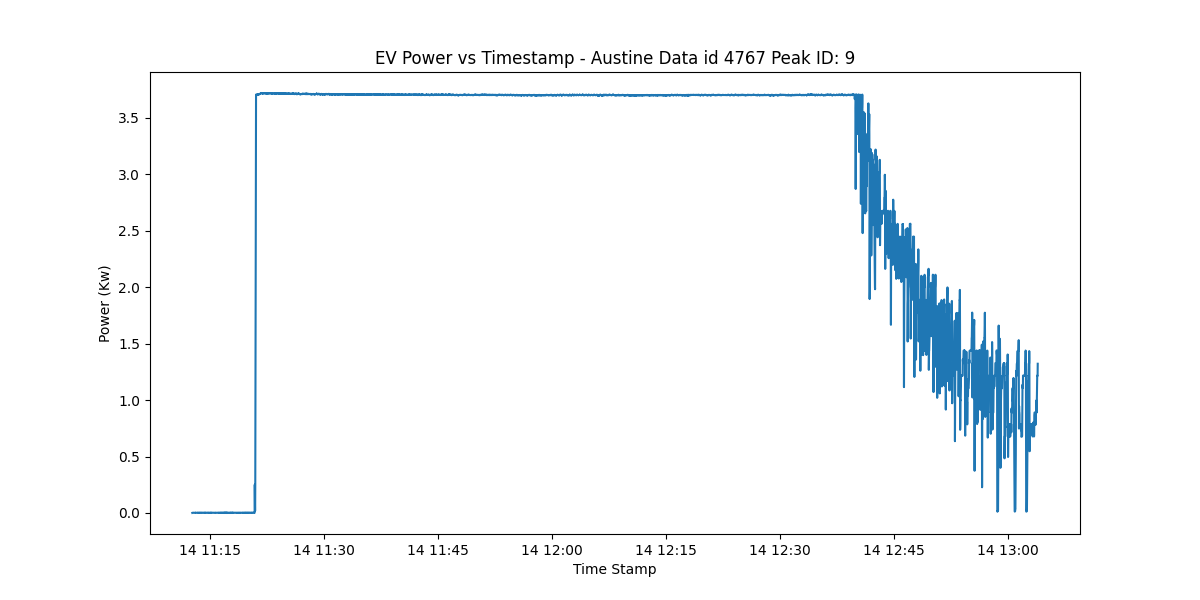 EV Power vs Timestamp - Austine Data id 4767 Peak ID: 9
Power (Kw)
3.5
3.0
2.5
2.0
1.5
1.0
0.5
0.0
14 11:15 14 11:30 14 11:45 14 12:00 14 12:15 14 12:30 14 12:45 14 13:00
Time Stamp